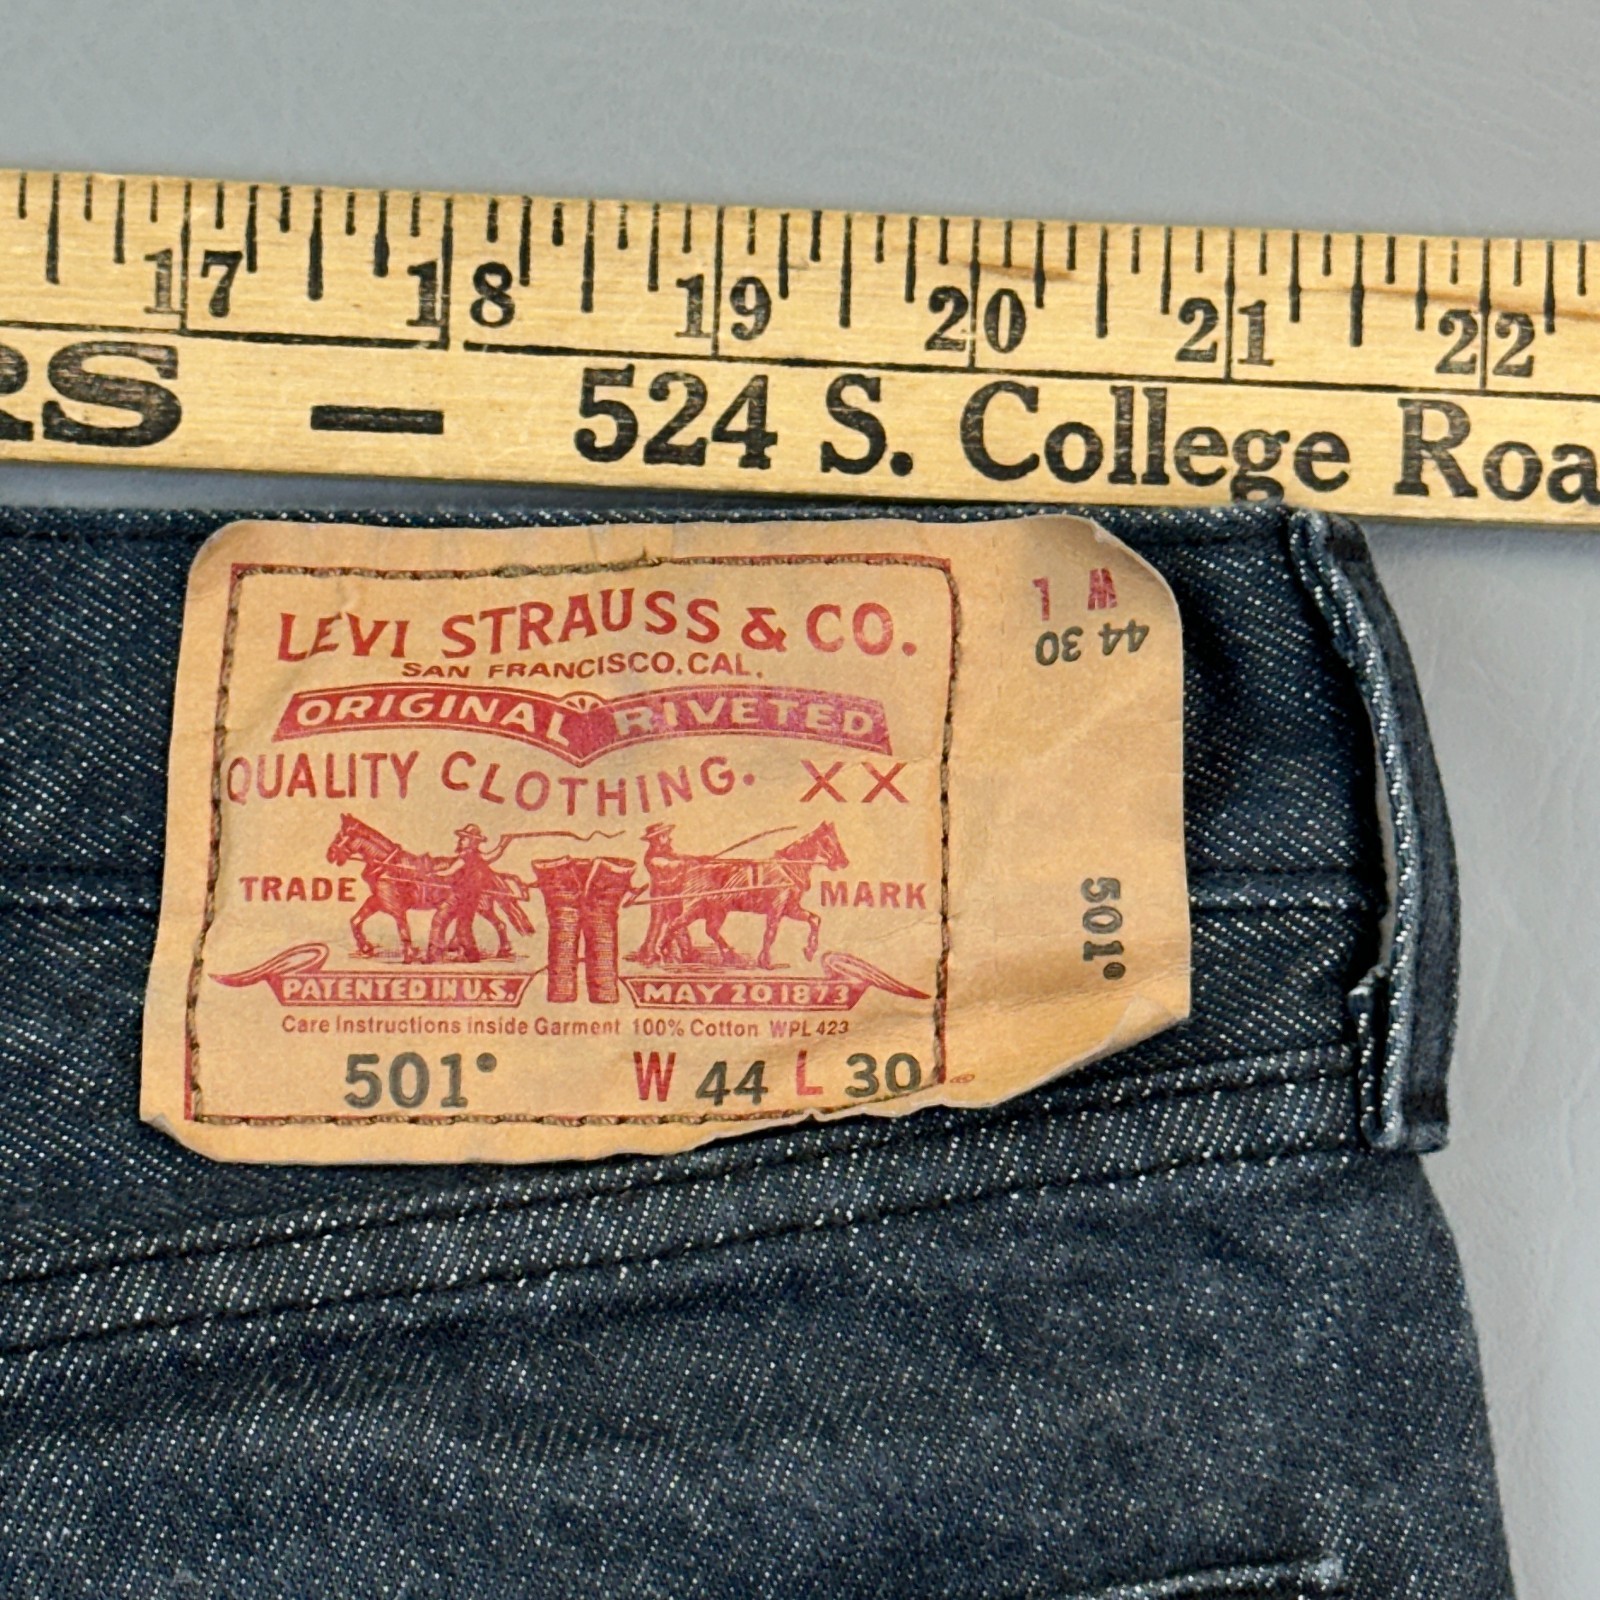 17 18 19 20 21 22
RS — 524 S. College Roa
LEVI STRAUSS & CO.
SAN FRANCISCO, CAL.
ORIGINAL RIVETED
QUALITY CLOTHING. XX
TRADE MARK
PATENTED IN U.S. MAY 20 1873
Care Instructions inside Garment 100% Cotton WPL 423
501® W 44 L 30
W L
44 30
501®